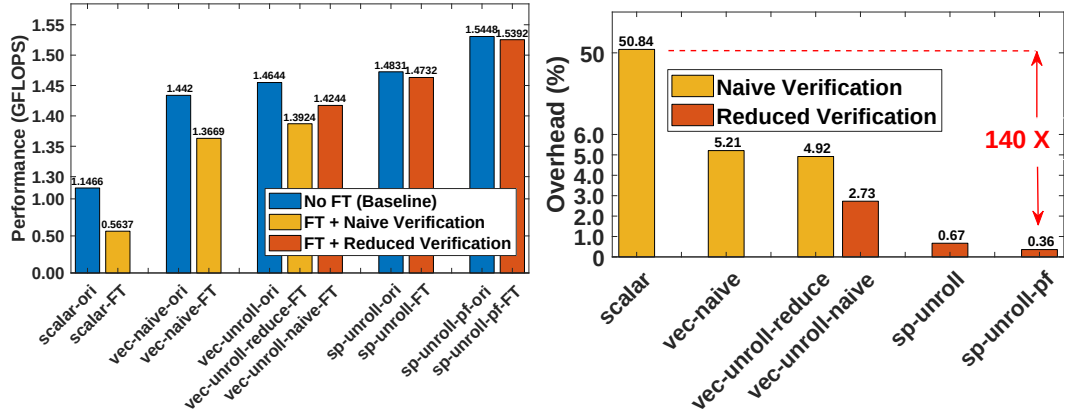 Performance (GFLOPS)
1.55
1.50
1.45
1.40
1.35
1.30
1.00
0.50
0.00
1.1466
0.5637
1.442
1.3669
1.4644
1.3924
1.4244
1.4831
1.4732
1.5448
1.5392
No FT (Baseline)
FT + Naive Verification
FT + Reduced Verification
scalar-ori
scalar-FT
vec-naive-ori
vec-naive-FT
vec-unroll-ori
vec-unroll-reduce-FT
vec-unroll-naive-FT
sp-unroll-ori
sp-unroll-FT
sp-unroll-pf-ori
sp-unroll-pf-FT
Overhead (%)
50
6.0
5.0
4.0
3.0
2.0
1.0
0
50.84
5.21
4.92
2.73
0.67
0.36
Naive Verification
Reduced Verification
140 X
scalar
vec-naive
vec-unroll-reduce
vec-unroll-naive
sp-unroll
sp-unroll-pf